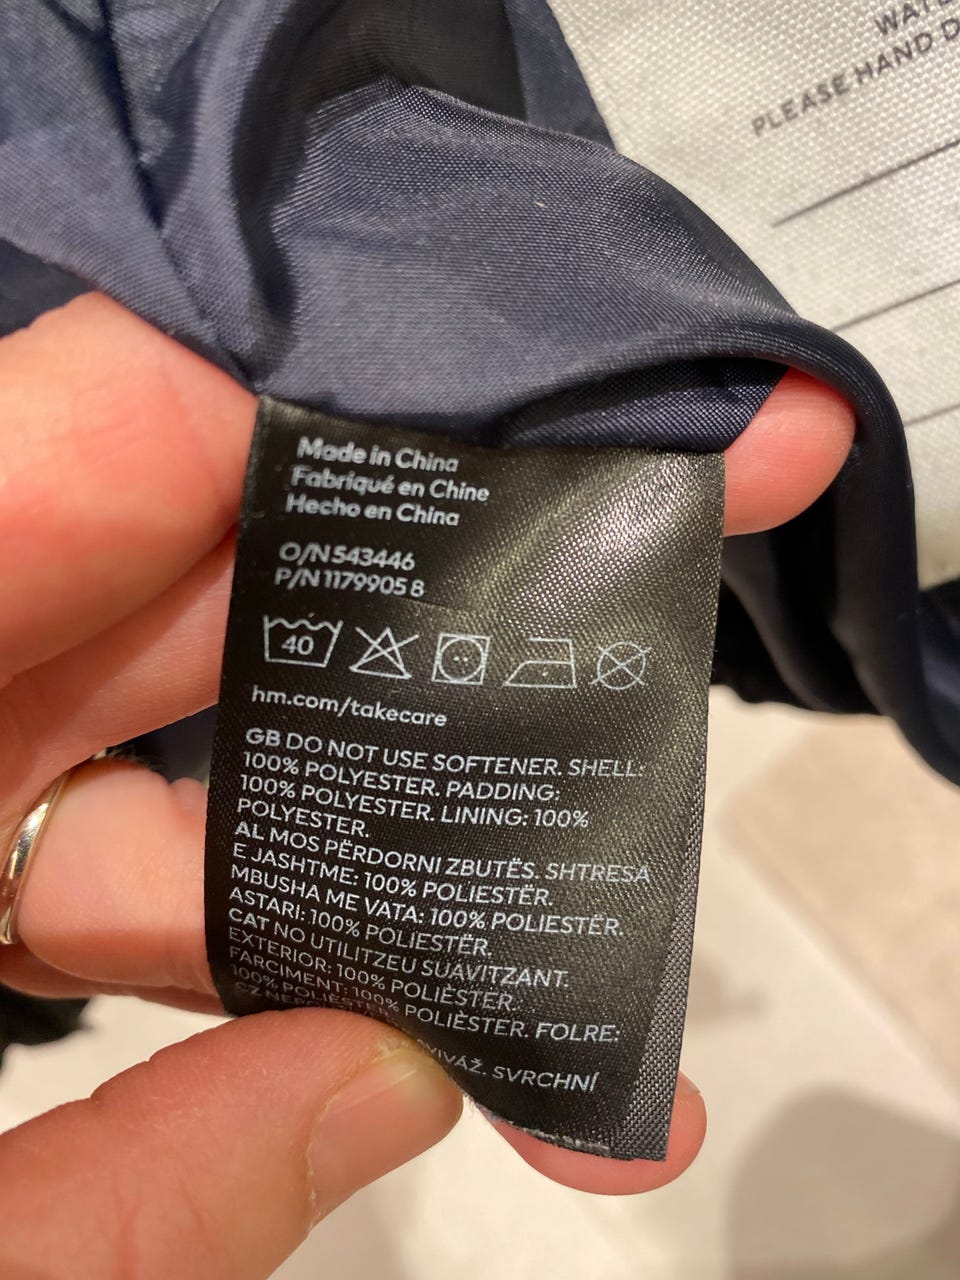 PLEASE HAND
Made in China
Fabriqué en Chine
Hecho en China
O/N 543446
P/N 1179905 8
40
hm.com/takecare
GB DO NOT USE SOFTENER. SHELL:
100% POLYESTER. PADDING:
100% POLYESTER. LINING: 100%
POLYESTER.
AL MOS PËRDORNI ZBUTËS. SHTRESA
E JASHTME: 100% POLIESTËR.
MBUSHA ME VATA: 100% POLIESTËR.
ASTARI: 100% POLIESTËR.
CAT NO UTILITZEU SUAVITZANT.
EXTERIOR: 100% POLIÈSTER.
FARCIMENT: 100% POLIÈSTER. FOLRE:
100% POLIÈSTER.
SVRCHNÍ